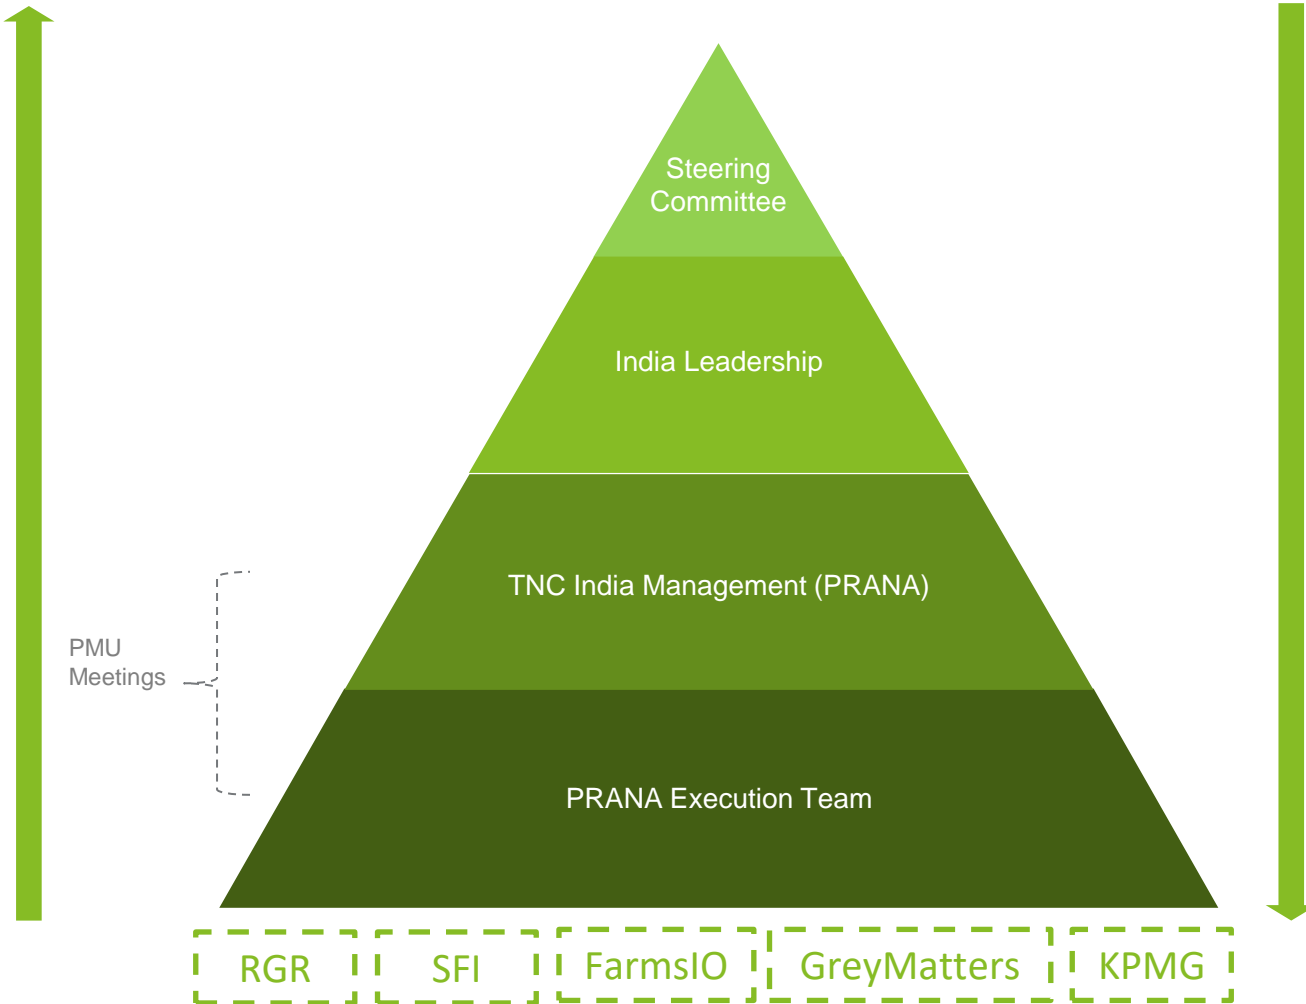 Steering
Committee
India Leadership
TNC India Management (PRANA)
PMU
Meetings
PRANA Execution Team
RGR
SFI
FarmsIO
GreyMatters
KPMG